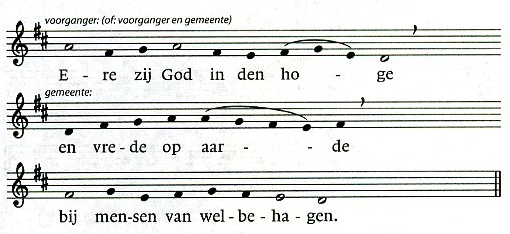 voorganger: (of: voorganger en gemeente)
E - re zij God in den ho - ge
gemeente:
en vre - de op aar - - de
bij men - sen van wel - be - ha - gen.